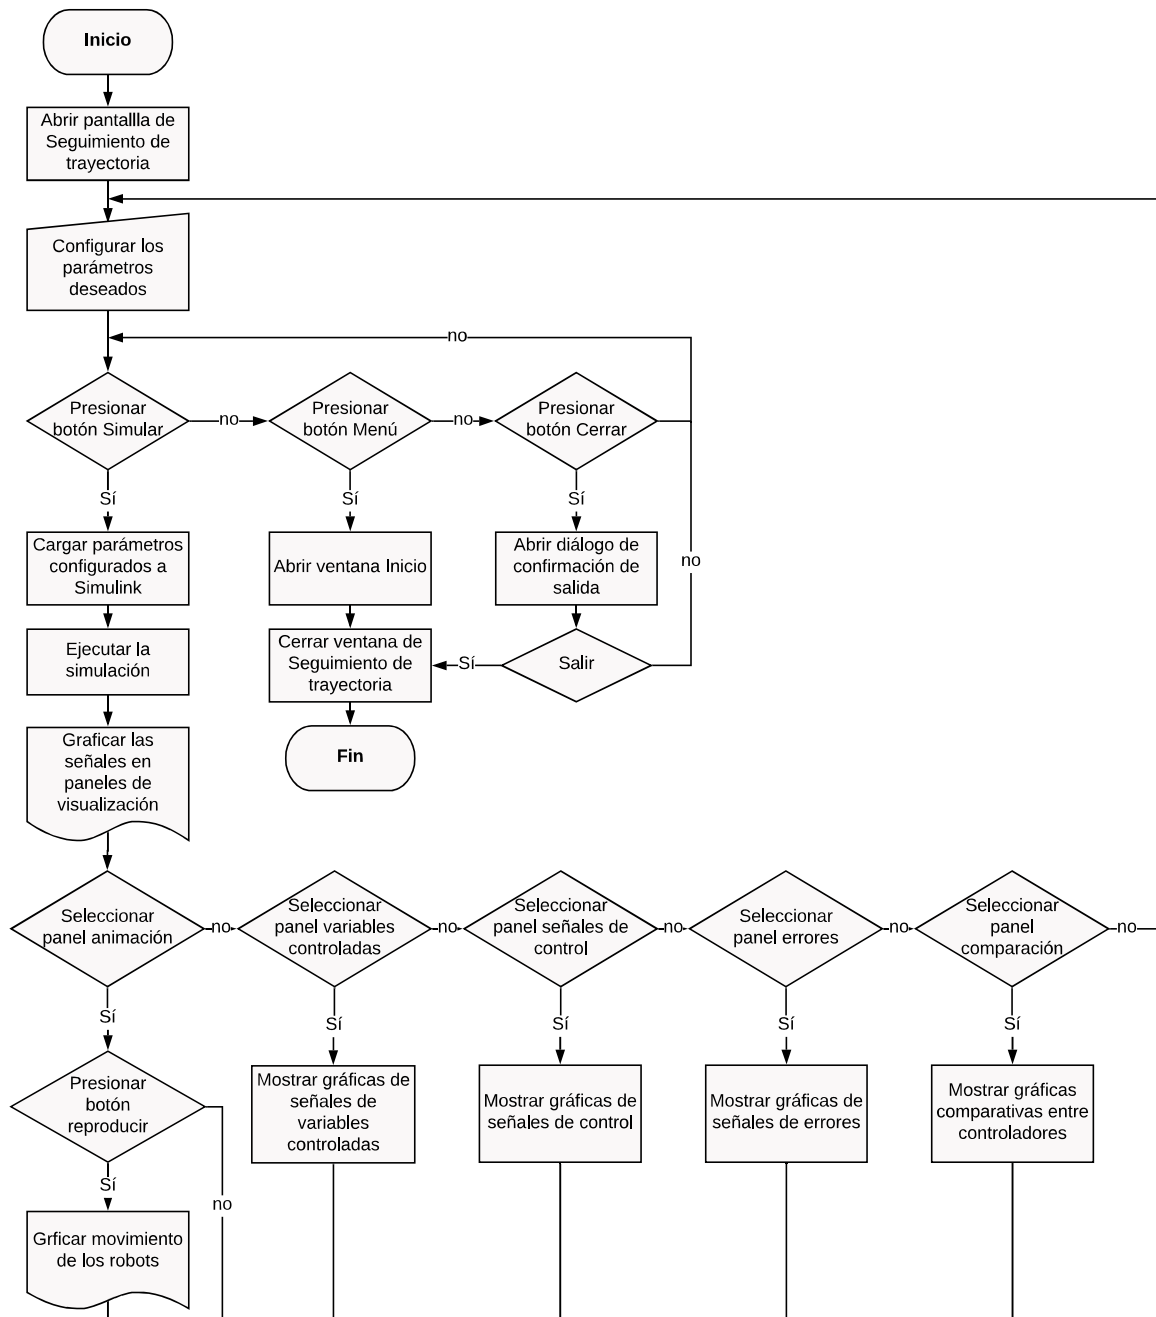 Inicio
Abrir pantallla de
Seguimiento de
trayectoria
Configurar los
parámetros
deseados
no
Presionar
botón Simular
no
Presionar
botón Menú
no
Presionar
botón Cerrar
Sí
Sí
Sí
no
Cargar parámetros
configurados a
Simulink
Abrir ventana Inicio
Abrir diálogo de
confirmación de
salida
Ejecutar la
simulación
Cerrar ventana de
Seguimiento de
trayectoria
Sí
Salir
Graficar las
señales en
paneles de
visualización
Fin
Seleccionar
panel animación
no
Seleccionar
panel variables
controladas
no
Seleccionar
panel señales de
control
no
Seleccionar
panel errores
no
Seleccionar
panel
comparación
no
Sí
Sí
Sí
Sí
Sí
Presionar
botón
reproducir
Mostrar gráficas de
señales de
variables
controladas
Mostrar gráficas de
señales de control
Mostrar gráficas de
señales de errores
Mostrar gráficas
comparativas entre
controladores
Sí
no
Grficar movimiento
de los robots